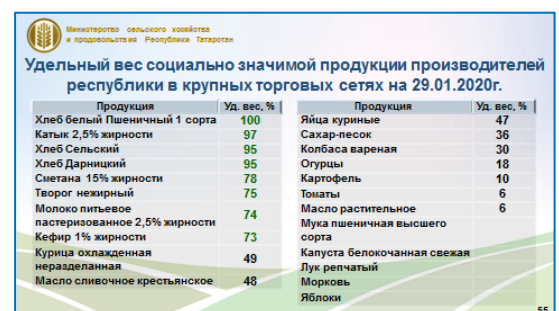 Министерство сельского хозяйства
и продовольствия Республики Татарстан
Удельный вес социально значимой продукции производителей
республики в крупных торговых сетях на 29.01.2020г.
Продукция Уд. вес, %
Хлеб белый Пшеничный 1 сорта 100
Катык 2,5% жирности 97
Хлеб Сельский 95
Хлеб Дарницкий 95
Сметана 15% жирности 78
Творог нежирный 75
Молоко питьевое
пастеризованное 2,5% жирности 74
Кефир 1% жирности 73
Курица охлажденная
неразделанная 49
Масло сливочное крестьянское 48
Продукция Уд. вес, %
Яйца куриные 47
Сахар-песок 36
Колбаса вареная 30
Огурцы 18
Картофель 10
Томаты 6
Масло растительное 6
Мука пшеничная высшего
сорта
Капуста белокочанная свежая
Лук репчатый
Морковь
Яблоки
55